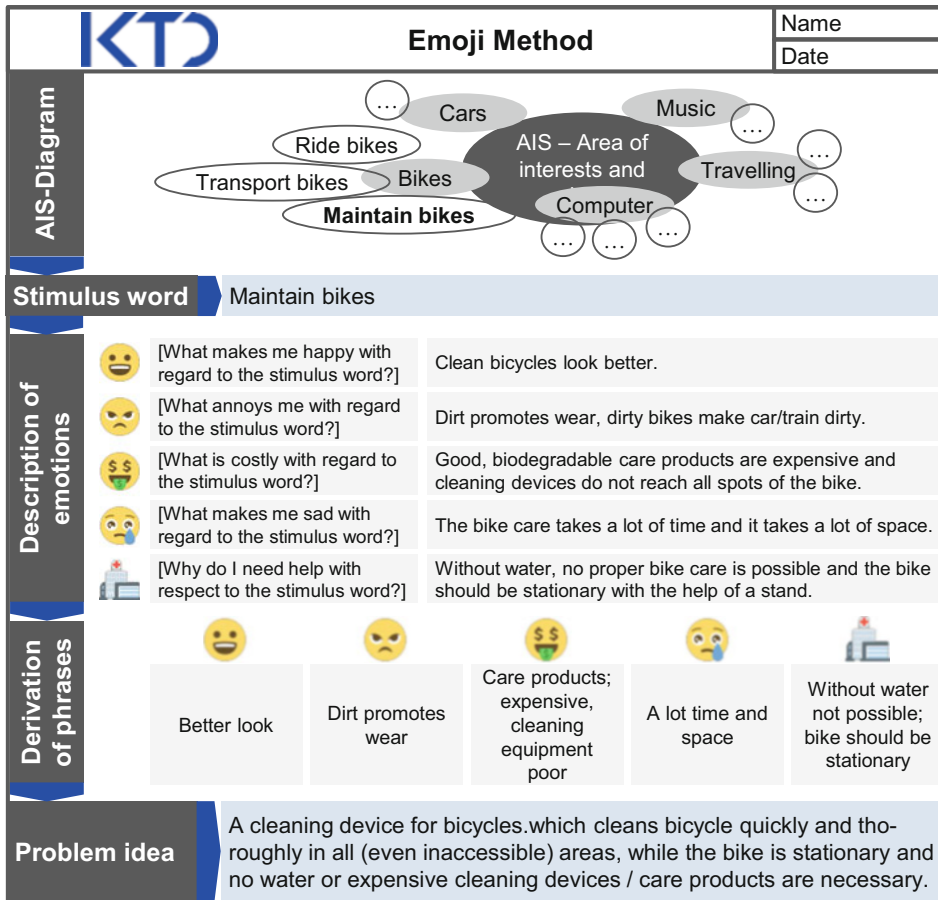 KTD
Emoji Method
Name
Date
AIS-Diagram
...
Cars
Music
...
Ride bikes
AIS – Area of
interests and
...
Transport bikes
Bikes
Travelling
...
Maintain bikes
Computer
...
...
...
Stimulus word
Maintain bikes
Description of
emotions
[What makes me happy with
regard to the stimulus word?]
Clean bicycles look better.
[What annoys me with regard
to the stimulus word?]
Dirt promotes wear, dirty bikes make car/train dirty.
[What is costly with regard to
the stimulus word?]
Good, biodegradable care products are expensive and
cleaning devices do not reach all spots of the bike.
[What makes me sad with
regard to the stimulus word?]
The bike care takes a lot of time and it takes a lot of space.
[Why do I need help with
respect to the stimulus word?]
Without water, no proper bike care is possible and the bike
should be stationary with the help of a stand.
Derivation
of phrases
Better look
Dirt promotes
wear
Care products;
expensive,
cleaning
equipment
poor
A lot time and
space
Without water
not possible;
bike should be
stationary
Problem idea
A cleaning device for bicycles.which cleans bicycle quickly and tho-
roughly in all (even inaccessible) areas, while the bike is stationary and
no water or expensive cleaning devices / care products are necessary.